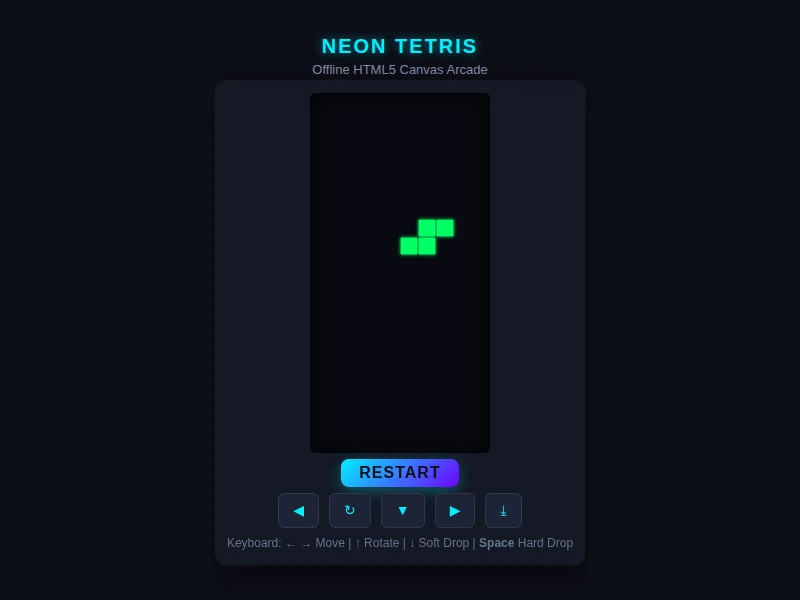 NEON TETRIS
Offline HTML5 Canvas Arcade
RESTART
◀ ↻ ▼ ▶ ⤓
Keyboard: ← → Move | ↑ Rotate | ↓ Soft Drop | Space Hard Drop